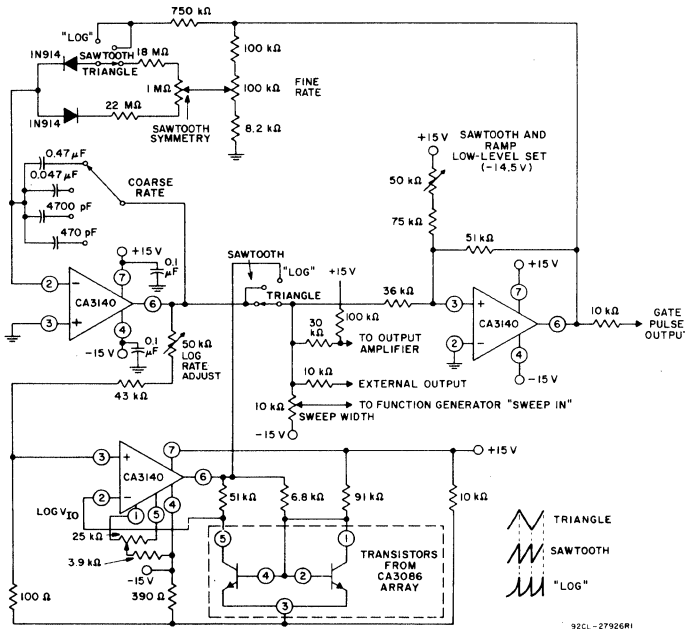 750 kΩ
"LOG"
1N914
SAWTOOTH
TRIANGLE
18 MΩ
1 MΩ
22 MΩ
1N914
SAWTOOTH
SYMMETRY
100 kΩ
100 kΩ
FINE
RATE
8.2 kΩ
0.47 µF
0.047 µF
4700 pF
470 pF
COARSE
RATE
+15 V
SAWTOOTH AND
RAMP
LOW-LEVEL SET
(-14.5 V)
50 kΩ
75 kΩ
51 kΩ
+15 V
0.1
µF
7
2
-
CA3140
6
3
+
4
-15 V
0.1
µF
50 kΩ
LOG
RATE
ADJUST
43 kΩ
SAWTOOTH
"LOG"
TRIANGLE
+15V
100 kΩ
30
kΩ
TO OUTPUT
AMPLIFIER
10 kΩ
EXTERNAL OUTPUT
10 kΩ
SWEEP WIDTH
TO FUNCTION GENERATOR "SWEEP IN"
-15 V
36 kΩ
+15 V
7
3
+
CA3140
6
2
-
4
-15 V
10 kΩ
GATE
PULSE
OUTPUT
7
+15 V
3
+
CA3140
6
2
-
1
5
4
LOG VIO
25 kΩ
3.9 kΩ
-15 V
100 Ω
390 Ω
51 kΩ
6.8 kΩ
91 kΩ
10 kΩ
5
1
4
2
3
TRANSISTORS
FROM
CA3086
ARRAY
TRIANGLE
SAWTOOTH
"LOG"
92CL-27926R1